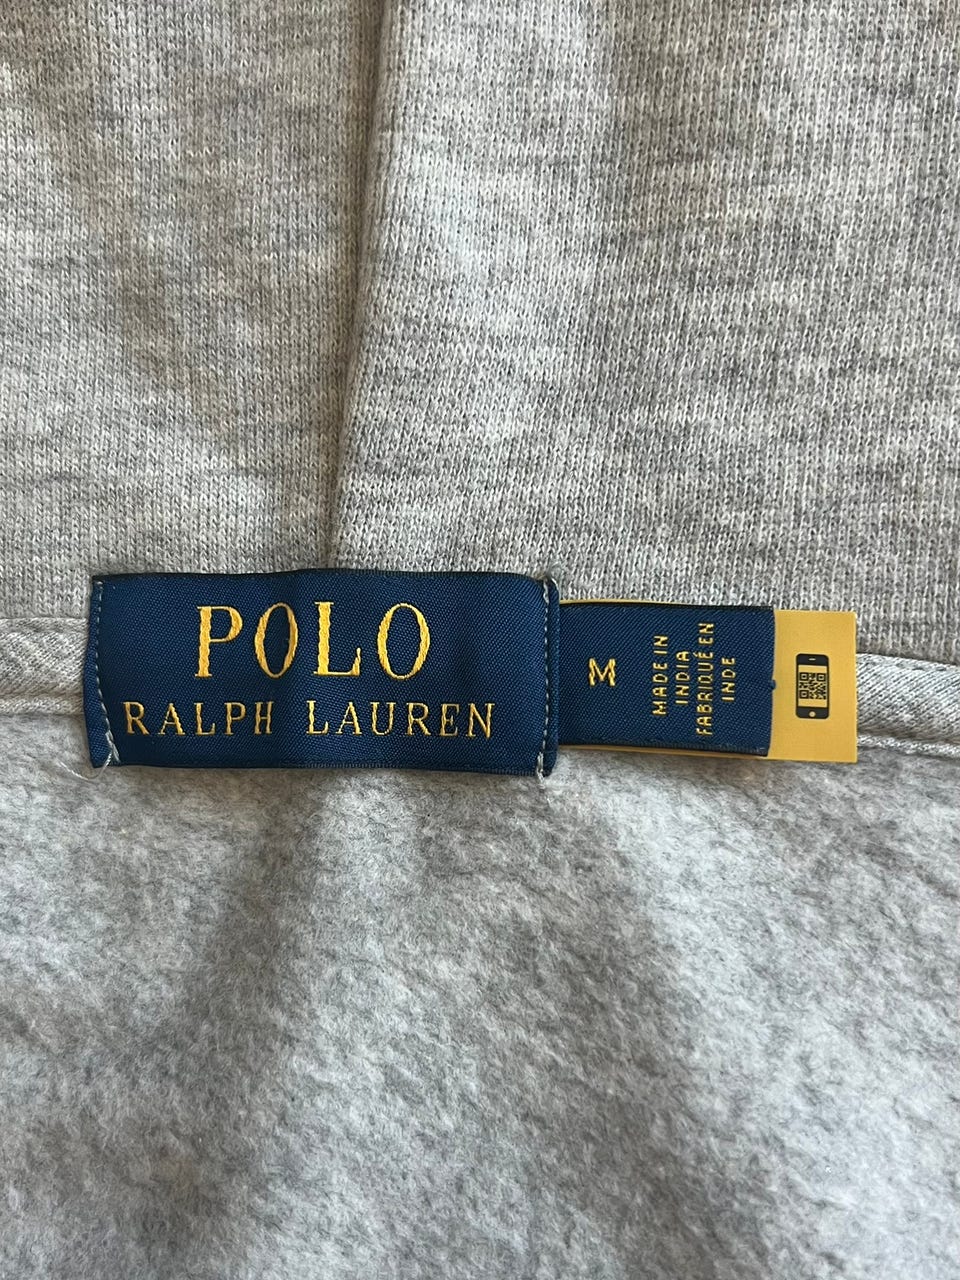 POLO
RALPH LAUREN
M
MADE IN
INDIA
FABRIQUÉ EN
INDE